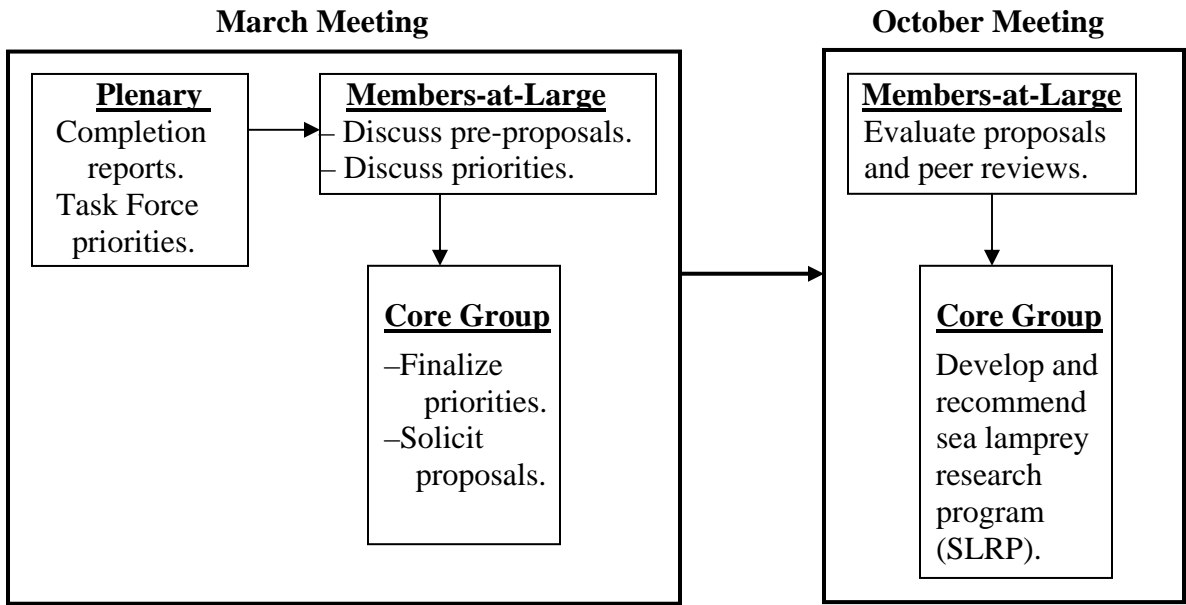 March Meeting
Plenary
Completion
reports.
Task Force
priorities.
Members-at-Large
– Discuss pre-proposals.
– Discuss priorities.
Core Group
–Finalize
priorities.
–Solicit
proposals.
October Meeting
Members-at-Large
Evaluate proposals
and peer reviews.
Core Group
Develop and
recommend
sea lamprey
research
program
(SLRP).